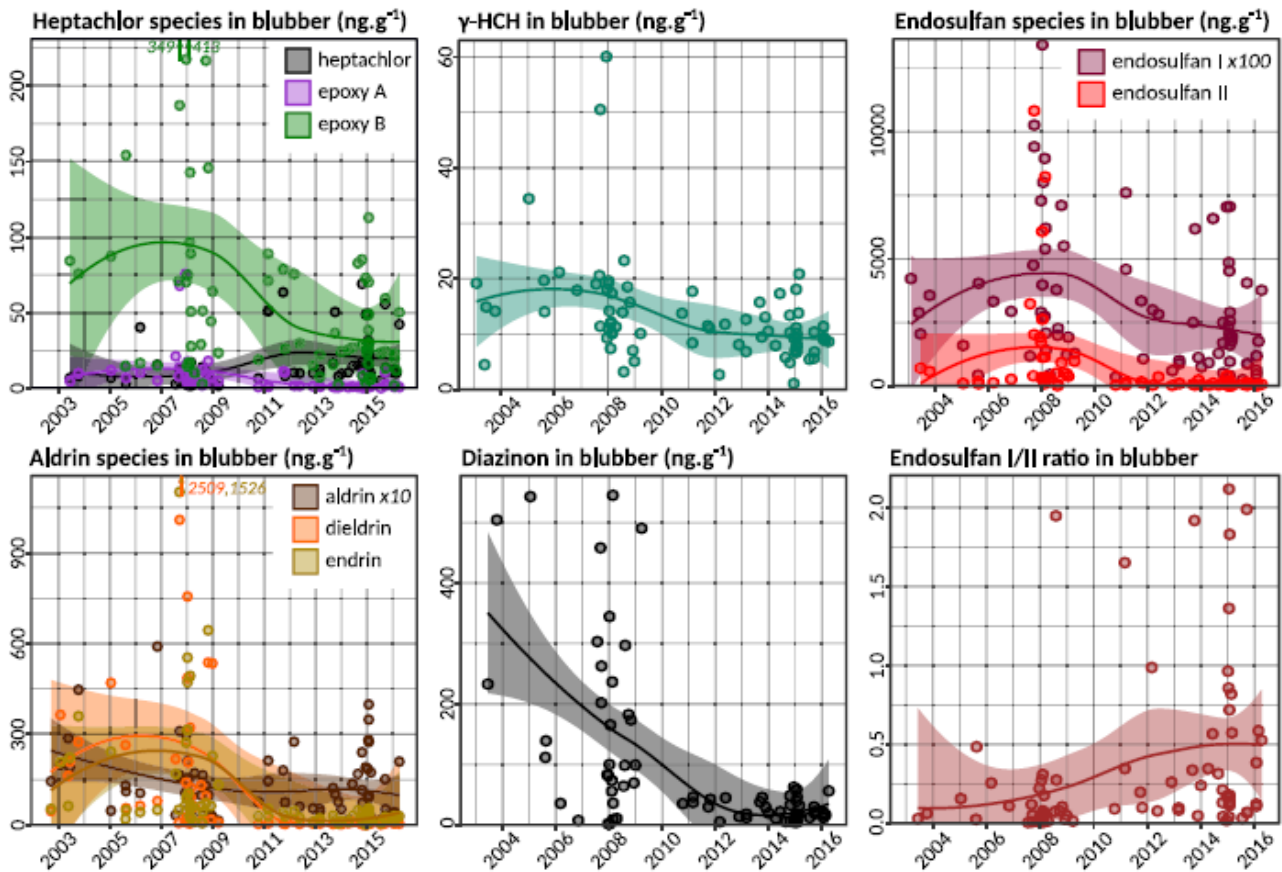 Heptachlor species in blubber (ng.g⁻¹)
γ-HCH in blubber (ng.g⁻¹)
Endosulfan species in blubber (ng.g⁻¹)
349 413
heptachlor
epoxy A
epoxy B
endosulfan I x100
endosulfan II
0 50 100 150 200
0 20 40 60
0 5000 10000
2003 2005 2007 2009 2011 2013 2015
2004 2006 2008 2010 2012 2014 2016
2004 2006 2008 2010 2012 2014 2016
Aldrin species in blubber (ng.g⁻¹)
Diazinon in blubber (ng.g⁻¹)
Endosulfan I/II ratio in blubber
2509,1526
aldrin x10
dieldrin
endrin
0 300 600 900
0 200 400
0.0 0.5 1.0 1.5 2.0
2003 2005 2007 2009 2011 2013 2015
2004 2006 2008 2010 2012 2014 2016
2004 2006 2008 2010 2012 2014 2016